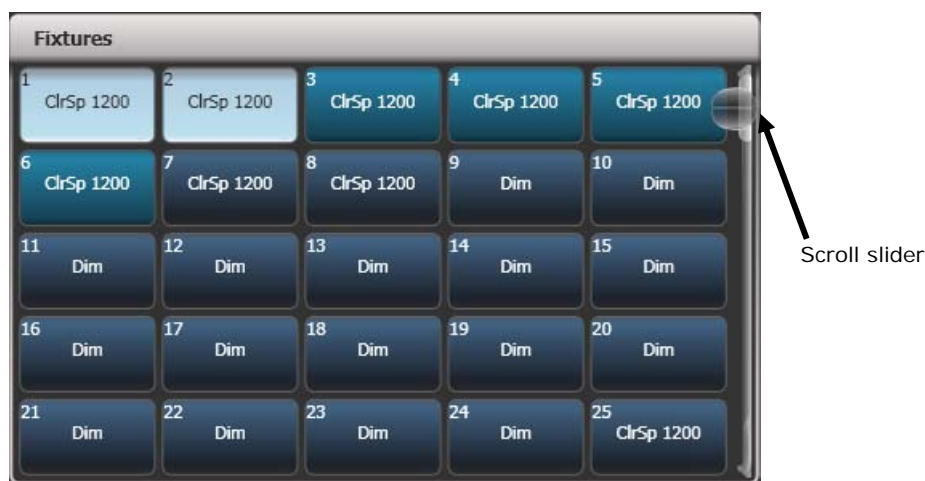 Fixtures
1 2 3 4 5
ClrSp 1200 ClrSp 1200 ClrSp 1200 ClrSp 1200 ClrSp 1200
6 7 8 9 10
ClrSp 1200 ClrSp 1200 ClrSp 1200 Dim Dim
11 12 13 14 15
Dim Dim Dim Dim Dim
Scroll slider
16 17 18 19 20
Dim Dim Dim Dim Dim
21 22 23 24 25
Dim Dim Dim Dim ClrSp 1200